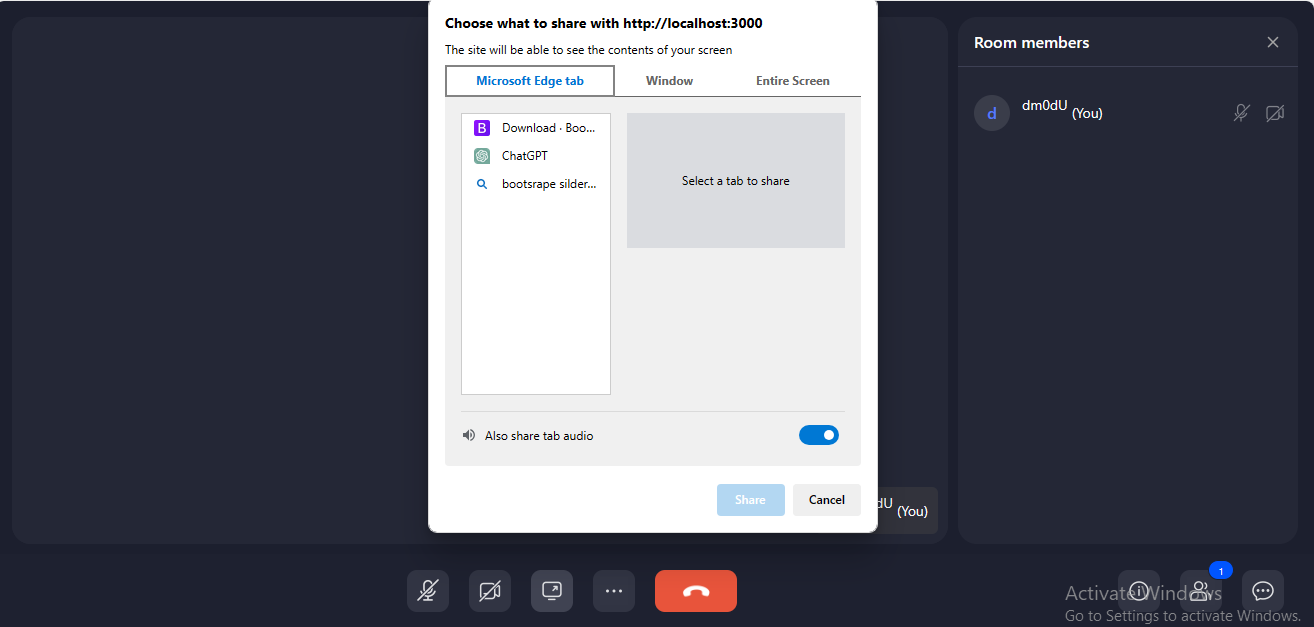 Choose what to share with http://localhost:3000
The site will be able to see the contents of your screen
Microsoft Edge tab
Window
Entire Screen
B Download · Boo...
ChatGPT
bootsrape silder...
Select a tab to share
Also share tab audio
Share
Cancel
Room members
d
dm0dU (You)
dU (You)
1
Activate Windows
Go to Settings to activate Windows.